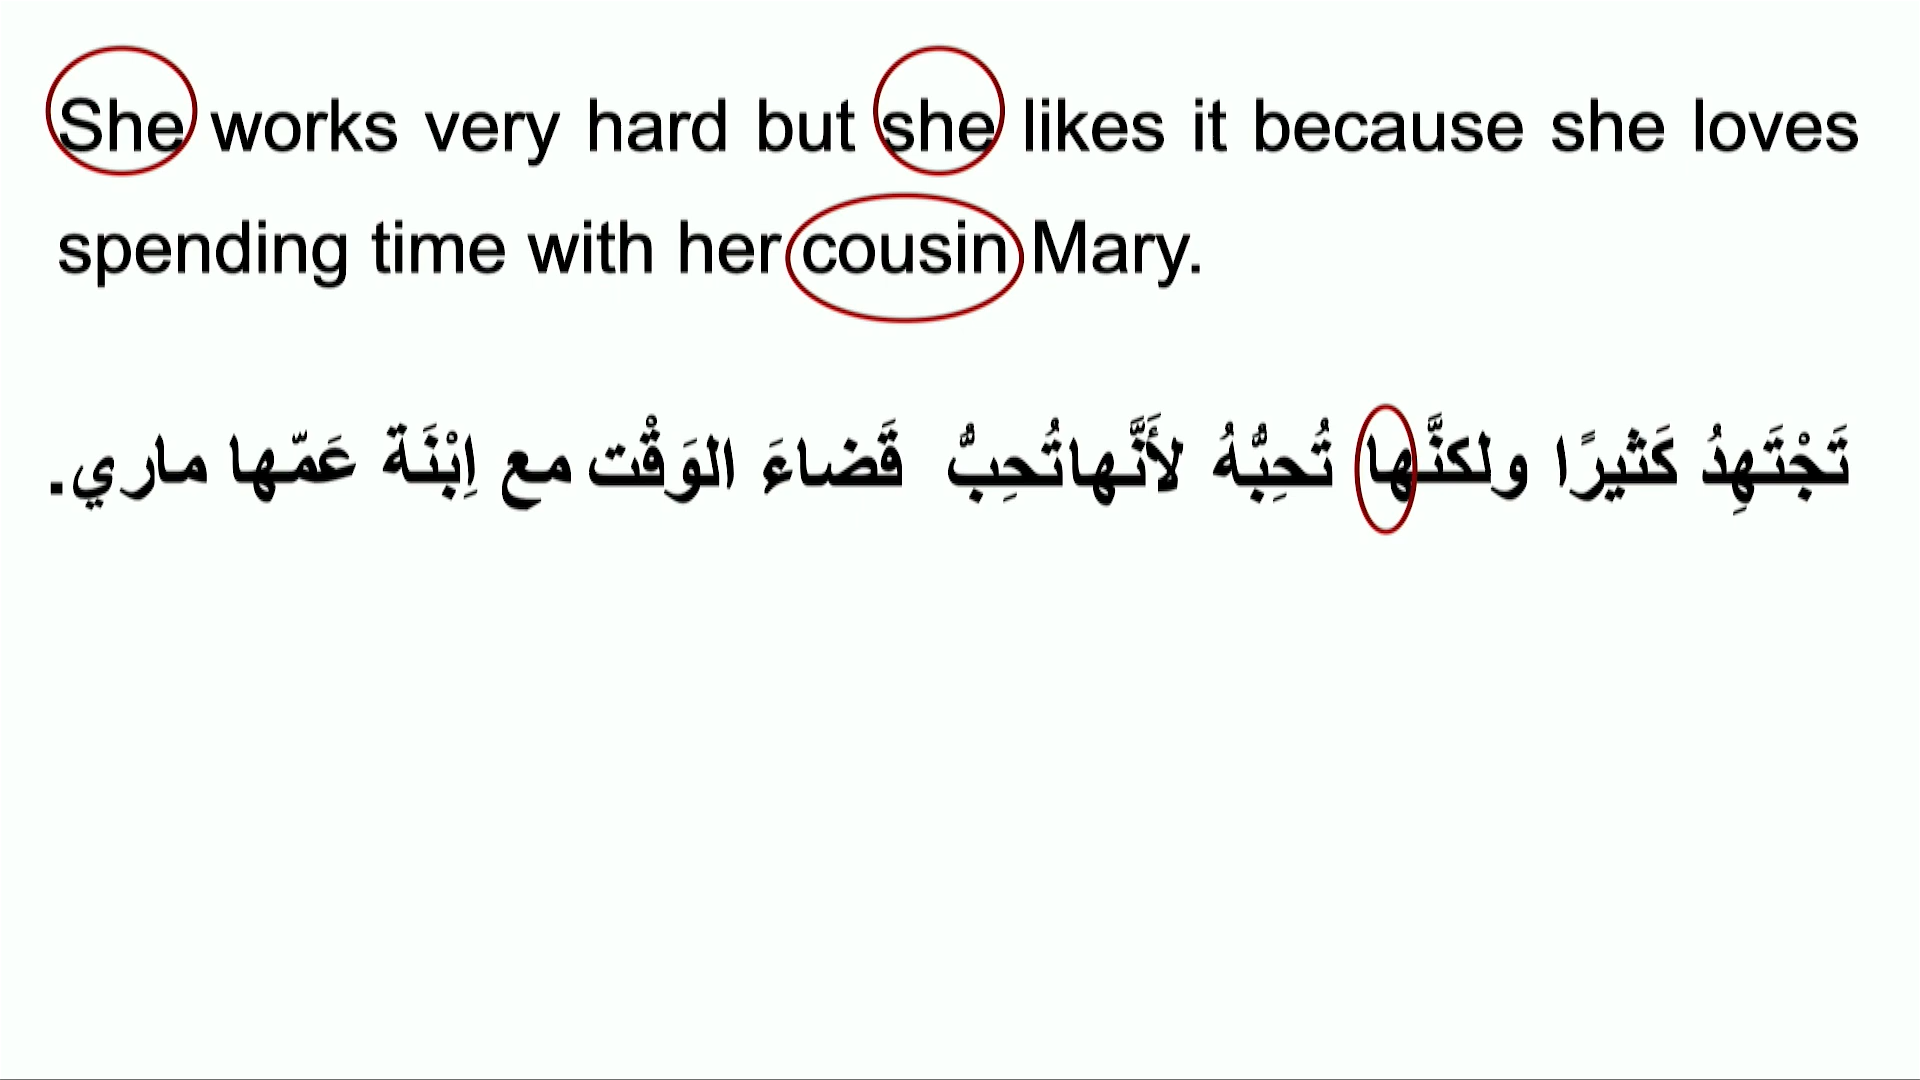 She works very hard but she likes it because she loves
spending time with her cousin Mary.
تَجْتَهِدُ كَثيرًا ولكنَّها تُحِبُّهُ لأَنَّهاتُحِبُّ قَضاءَ الوَقْت مع اِبْنَة عَمّها ماري.